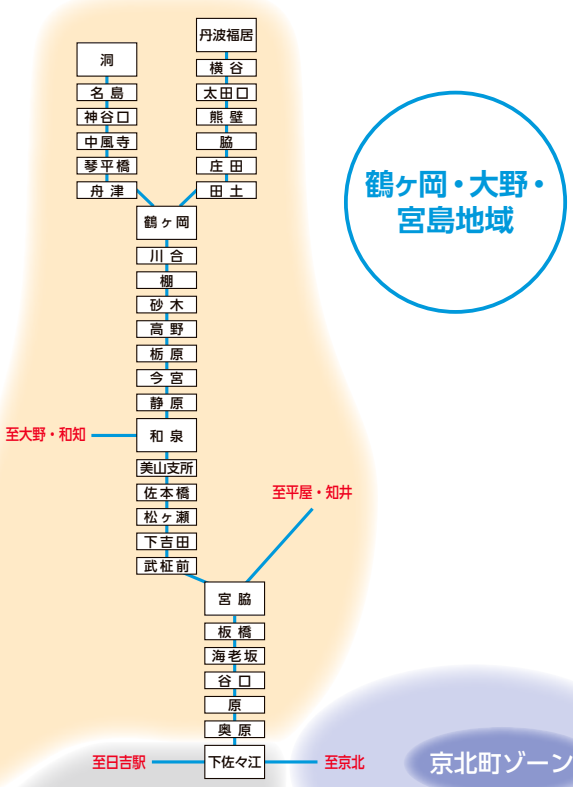 丹波福居
横谷
太田口
熊壁
脇
庄田
田土
洞
名島
神谷口
中風寺
琴平橋
舟津
鶴ヶ岡
川合
棚
砂木
高野
栃原
今宮
静原
至大野・和知
和泉
美山支所
佐本橋
松ヶ瀬
下吉田
武柾前
至平屋・知井
宮脇
板橋
海老坂
谷口
原
奥原
至日吉駅
下佐々江
至京北
鶴ヶ岡・大野・
宮島地域
京北町ゾーン